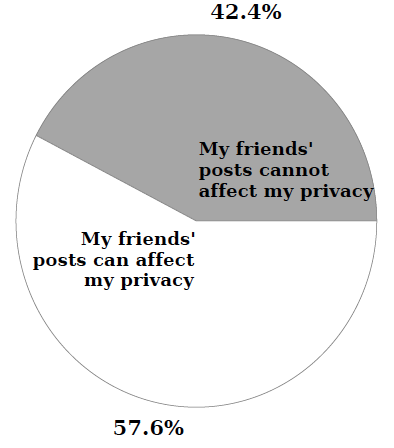 42.4%
My friends'
posts cannot
affect my privacy
My friends'
posts can affect
my privacy
57.6%